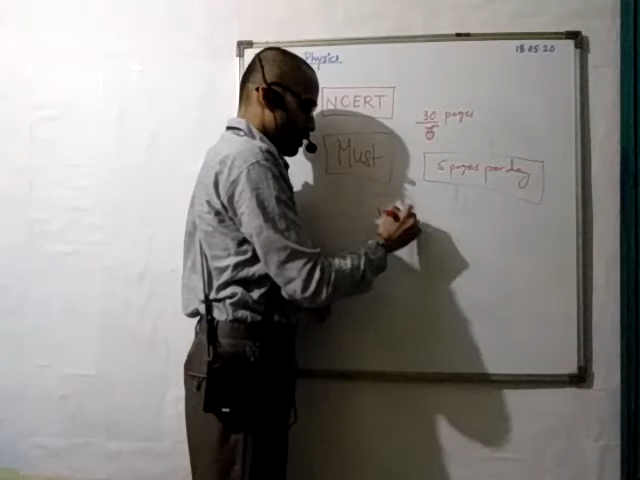 Physics
18.05.20
NCERT
Must
30 pages
6
5 pages per day